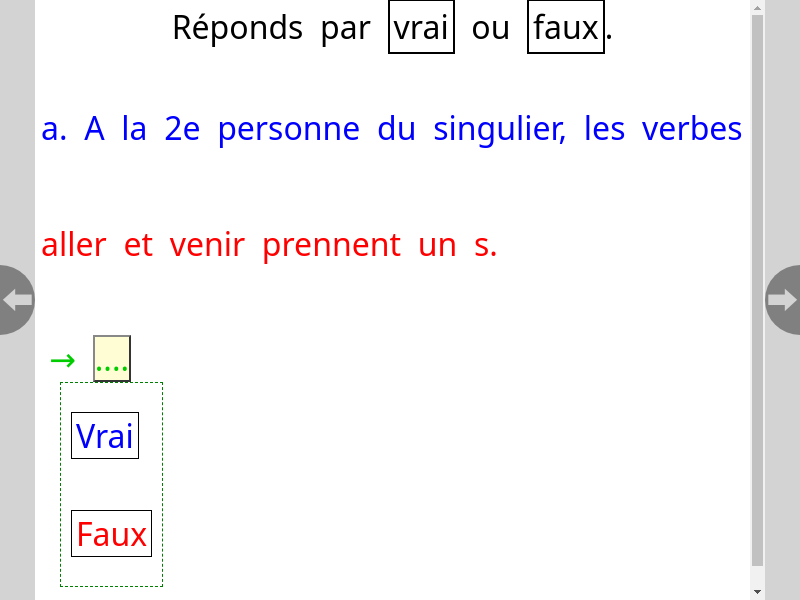 Réponds par vrai ou faux.
a. A la 2e personne du singulier, les verbes
aller et venir prennent un s.
→ ....
Vrai
Faux